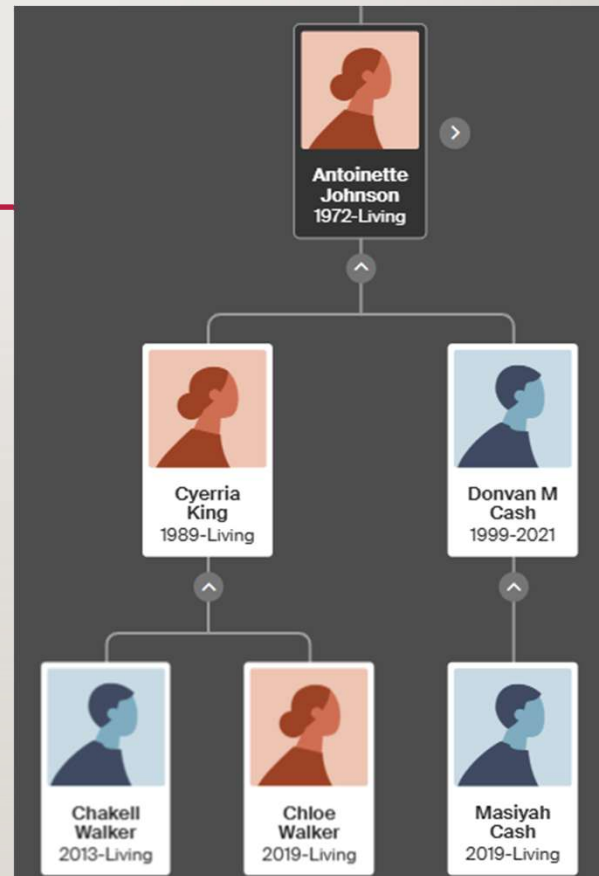 Antoinette
Johnson
1972-Living
Cyerria
King
1989-Living
Donvan M
Cash
1999-2021
Chakell
Walker
2013-Living
Chloe
Walker
2019-Living
Masiyah
Cash
2019-Living